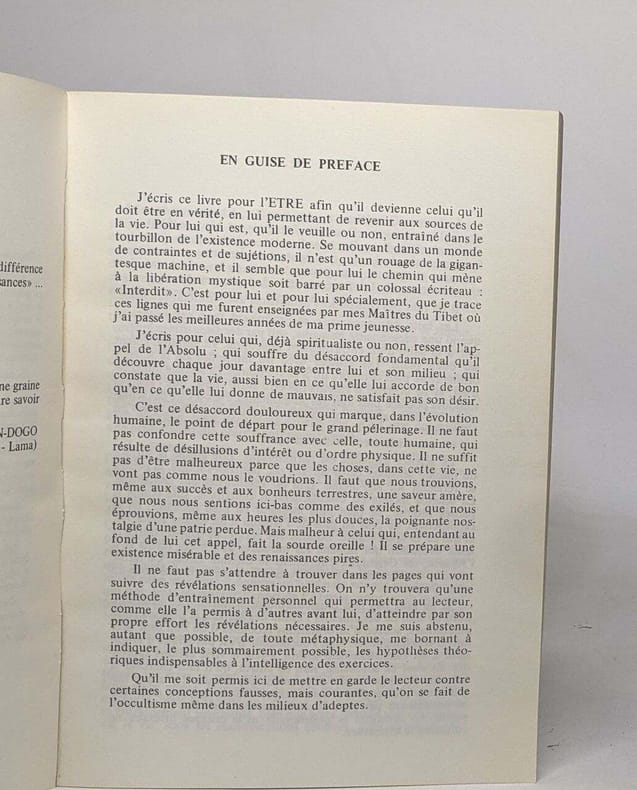 différence
sances» ...
ne graine
re savoir
N-DOGO
- Lama)
EN GUISE DE PREFACE
J'écris ce livre pour l'ETRE afin qu'il devienne celui qu'il
doit être en vérité, en lui permettant de revenir aux sources de
la vie. Pour lui qui est, qu'il le veuille ou non, entraîné dans le
tourbillon de l'existence moderne. Se mouvant dans un monde
de contraintes et de sujétions, il n'est qu'un rouage de la gigan-
tesque machine, et il semble que pour lui le chemin qui mène
à la libération mystique soit barré par un colossal écriteau :
«Interdit». C'est pour lui et pour lui spécialement, que je trace
ces lignes qui me furent enseignées par mes Maîtres du Tibet où
j'ai passé les meilleures années de ma prime jeunesse.
J'écris pour celui qui, déjà spiritualiste ou non, ressent l'ap-
pel de l'Absolu ; qui souffre du désaccord fondamental qu'il
découvre chaque jour davantage entre lui et son milieu ; qui
constate que la vie, aussi bien en ce qu'elle lui accorde de bon
qu'en ce qu'elle lui donne de mauvais, ne satisfait pas son désir.
C'est ce désaccord douloureux qui marque, dans l'évolution
humaine, le point de départ pour le grand pélerinage. Il ne faut
pas confondre cette souffrance avec celle, toute humaine, qui
résulte de désillusions d'intérêt ou d'ordre physique. Il ne suffit
pas d'être malheureux parce que les choses, dans cette vie, ne
vont pas comme nous le voudrions. Il faut que nous trouvions,
même aux succès et aux bonheurs terrestres, une saveur amère,
que nous nous sentions ici-bas comme des exilés, et que nous
éprouvions, même aux heures les plus douces, la poignante nos-
talgie d'une patrie perdue. Mais malheur à celui qui, entendant au
fond de lui cet appel, fait la sourde oreille ! Il se prépare une
existence misérable et des renaissances pires.
Il ne faut pas s'attendre à trouver dans les pages qui vont
suivre des révélations sensationnelles. On n'y trouvera qu'une
méthode d'entraînement personnel qui permettra au lecteur,
comme elle l'a permis à d'autres avant lui, d'atteindre par son
propre effort les révélations nécessaires. Je me suis abstenu,
autant que possible, de toute métaphysique, me bornant à
indiquer, le plus sommairement possible, les hypothèses théo-
riques indispensables à l'intelligence des exercices.
Qu'il me soit permis ici de mettre en garde le lecteur contre
certaines conceptions fausses, mais courantes, qu'on se fait de
l'occultisme même dans les milieux d'adeptes.